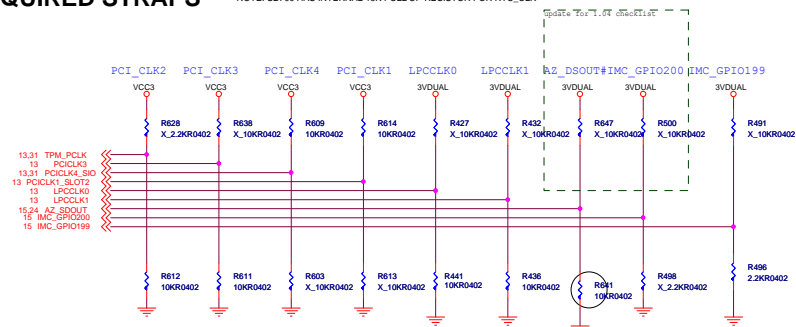 QUIRED STRAPS
update for 1.04 checklist
PCI_CLK2 PCI_CLK3 PCI_CLK4 PCI_CLK1 LPCCLK0 LPCCLK1 AZ_DSOUT# IMC_GPIO200 IMC_GPIO199
VCC3 VCC3 VCC3 VCC3 3VDUAL 3VDUAL 3VDUAL 3VDUAL 3VDUAL
R628 R638 R609 R614 R427 R432 R647 R500 R491
X_2.2KR0402 X_10KR0402 10KR0402 10KR0402 X_10KR0402 X_10KR0402 X_10KR0402 X_10KR0402 X_10KR0402
13,31 TPM_PCLK
13 PCICLK3
13,31 PCICLK4_SIO
13 PCICLK1_SLOT2
13 LPCCLK0
13 LPCCLK1
15,24 AZ_SDOUT
15 IMC_GPIO200
15 IMC_GPIO199
R612 R611 R603 R613 R441 R436 R641 R498 R496
10KR0402 10KR0402 X_10KR0402 X_10KR0402 10KR0402 10KR0402 10KR0402 X_2.2KR0402 2.2KR0402